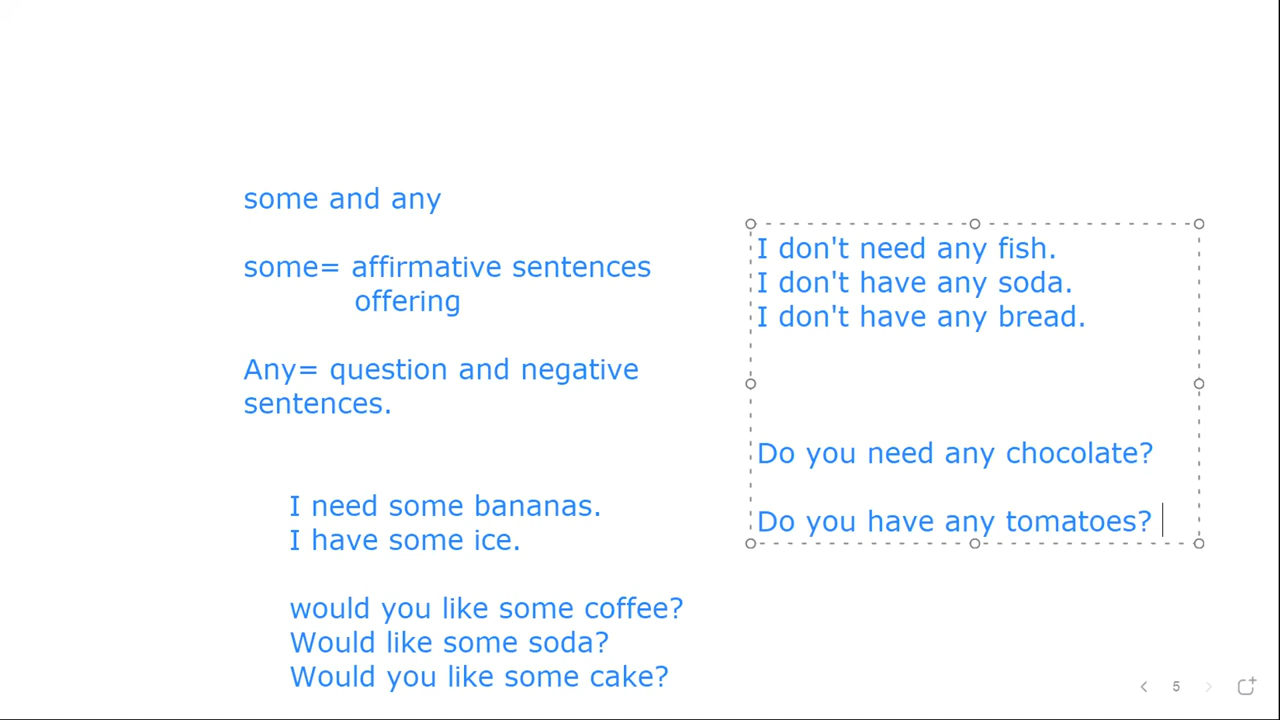 some and any
some= affirmative sentences
offering
Any= question and negative
sentences.
I need some bananas.
I have some ice.
would you like some coffee?
Would like some soda?
Would you like some cake?
I don't need any fish.
I don't have any soda.
I don't have any bread.
Do you need any chocolate?
Do you have any tomatoes?
5